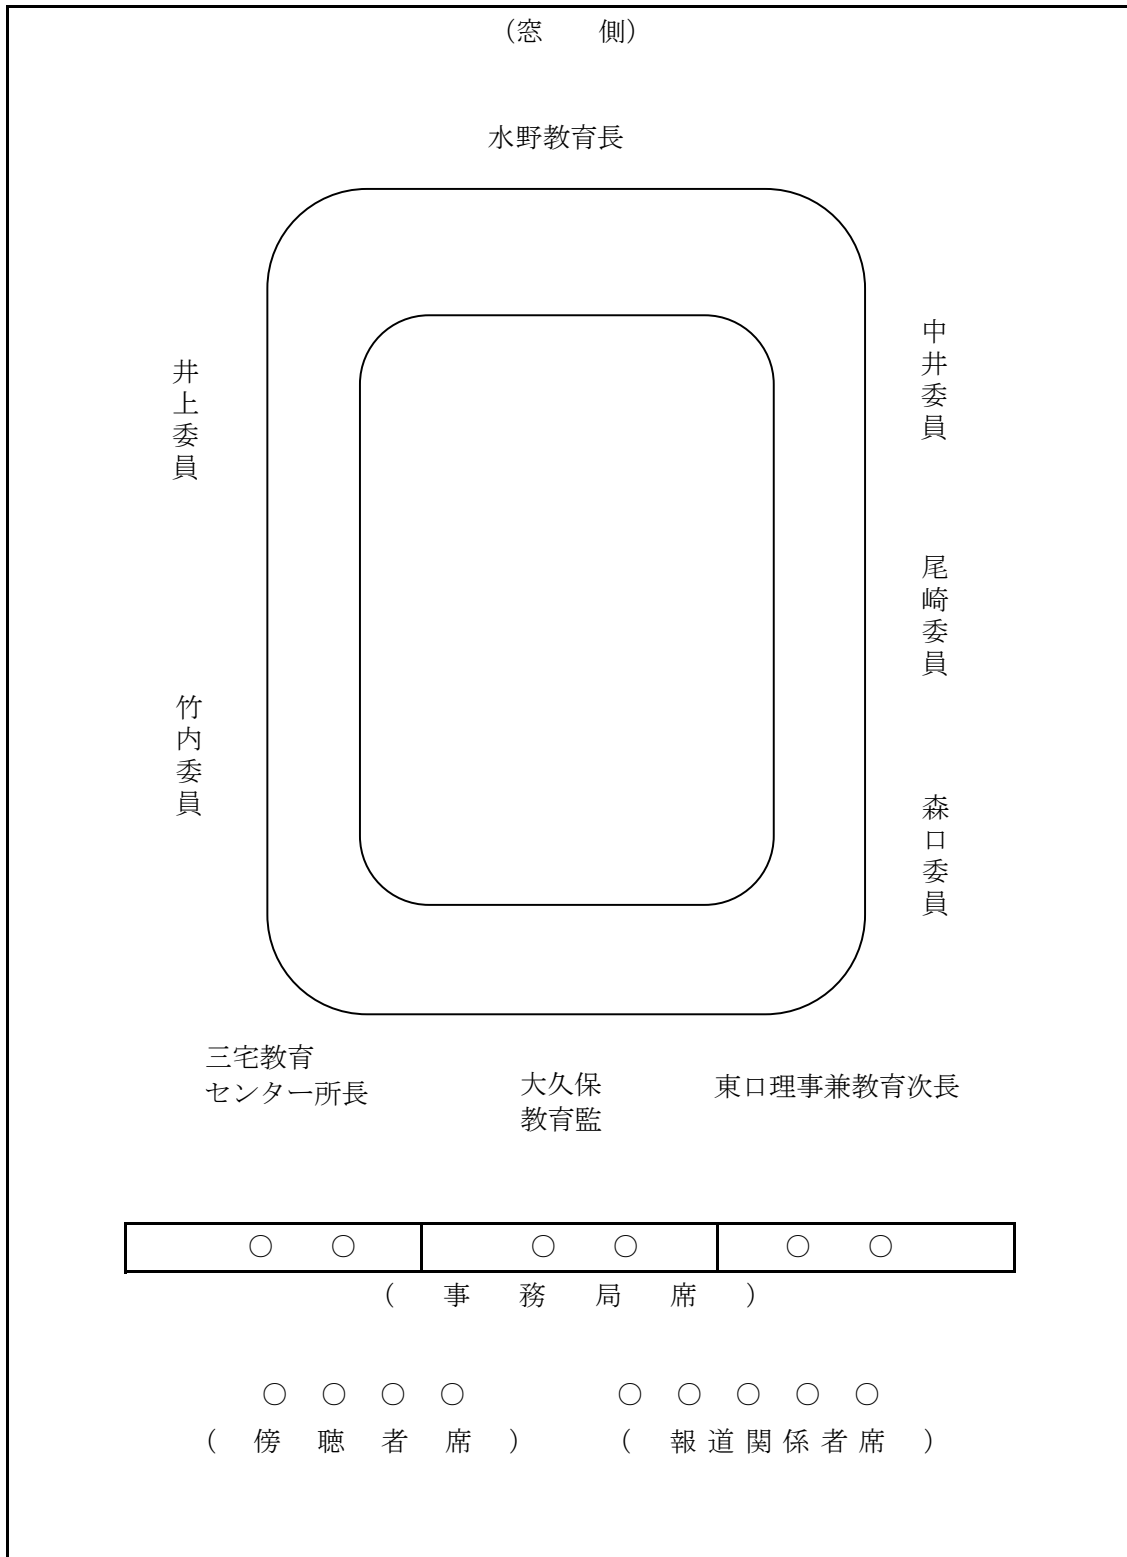 （窓　側）
水野教育長
井上委員
竹内委員
中井委員
尾崎委員
森口委員
三宅教育
センター所長
大久保
教育監
東口理事兼教育次長
○　○　○　○　○　○
（　事　務　局　席　）
○　○　○　○　○　○　○　○　○
（　傍　聴　者　席　）　（　報道関係者席　）